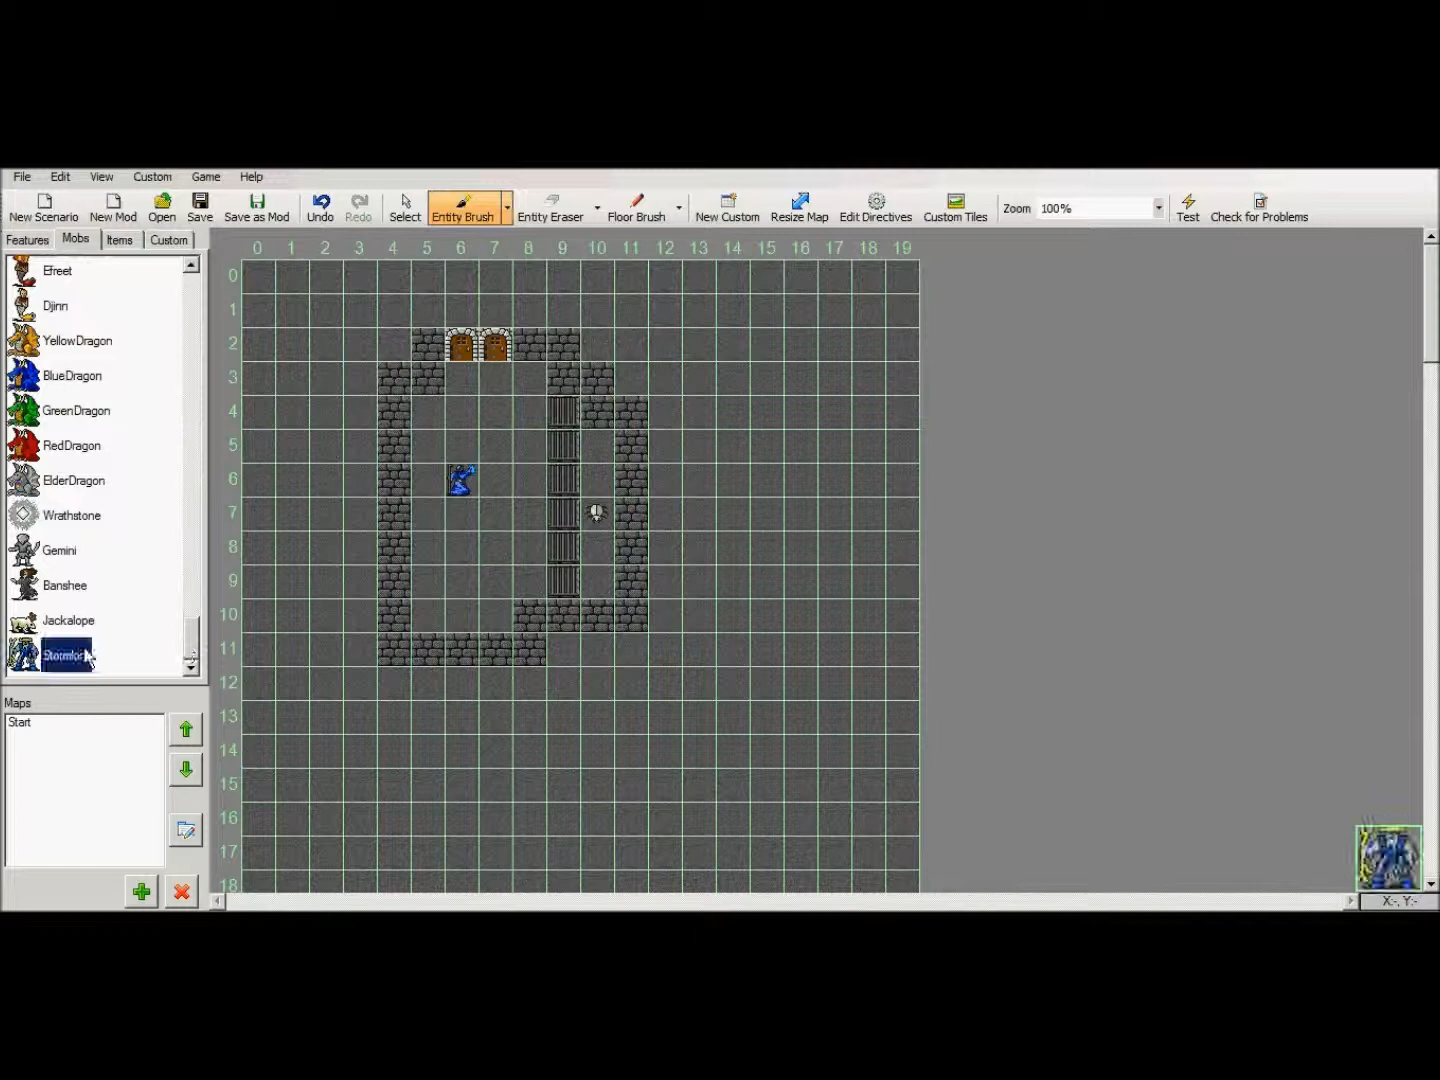 File Edit View Custom Game Help
New Scenario New Mod Open Save Save as Mod Undo Redo Select Entity Brush Entity Eraser Floor Brush New Custom Resize Map Edit Directives Custom Tiles Zoom 100% Test Check for Problems
Features Mobs Items Custom
0 1 2 3 4 5 6 7 8 9 10 11 12 13 14 15 16 17 18 19
Efreet
Djinn
YellowDragon
BlueDragon
GreenDragon
RedDragon
ElderDragon
Wrathstone
Gemini
Banshee
Jackalope
Maps
Start
0
1
2
3
4
5
6
7
8
9
10
11
12
13
14
15
16
17
18
X:-, Y:-